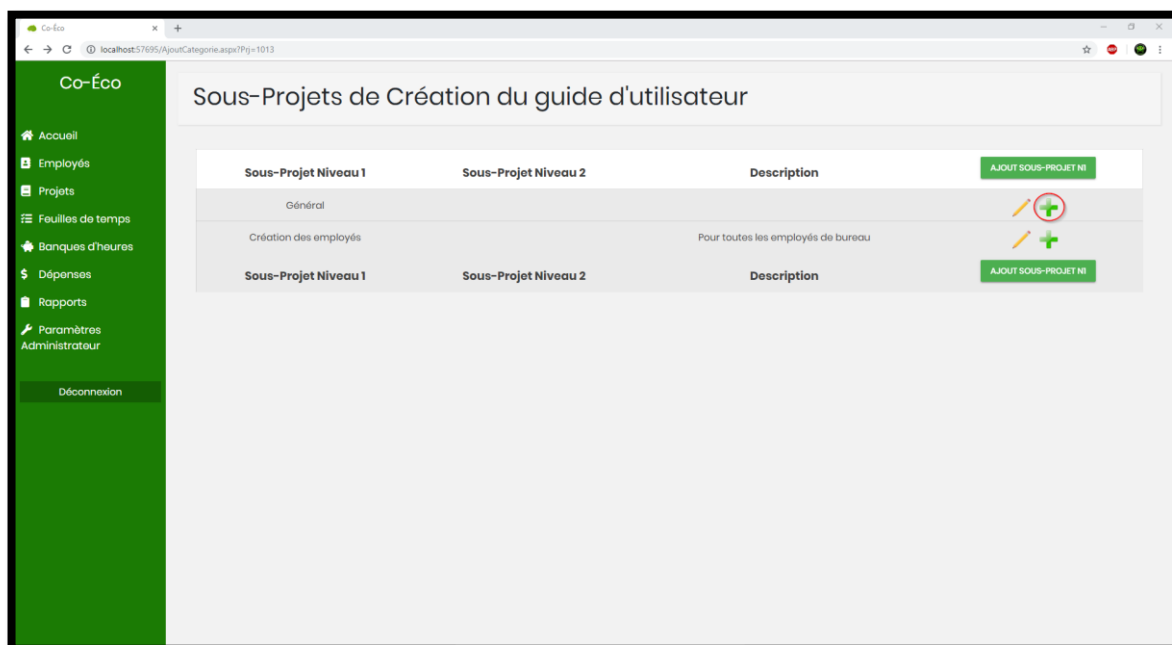 Co-Éco
localhost:57695/AjoutCategorie.aspx?Prj=1013
Co-Éco
Accueil
Employés
Projets
Feuilles de temps
Banques d'heures
Dépenses
Rapports
Paramètres
Administrateur
Déconnexion
Sous-Projets de Création du guide d'utilisateur
Sous-Projet Niveau 1 Sous-Projet Niveau 2 Description AJOUT SOUS-PROJET N1
Général
Création des employés Pour toutes les employés de bureau
Sous-Projet Niveau 1 Sous-Projet Niveau 2 Description AJOUT SOUS-PROJET N1